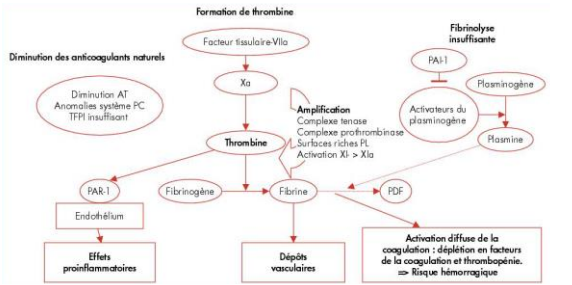 Formation de thrombine
Fibrinolyse
insuffisante
Diminution des anticoagulants naturels
Facteur tissulaire-VIIa
PAI-1
Xa
Plasminogène
Diminution AT
Anomalies système PC
TFPI insuffisant
Activateurs du
plasminogène
Amplification
Complexe tenase
Complexe prothrombinase
Surfaces riches PL
Activation XI- > XIa
Thrombine
Plasmine
PAR-1
Fibrinogène
Fibrine
PDF
Endothélium
Effets
proinflammatoires
Dépôts
vasculaires
Activation diffuse de la
coagulation : déplétion en facteurs
de la coagulation et thrombopénie.
=> Risque hémorragique